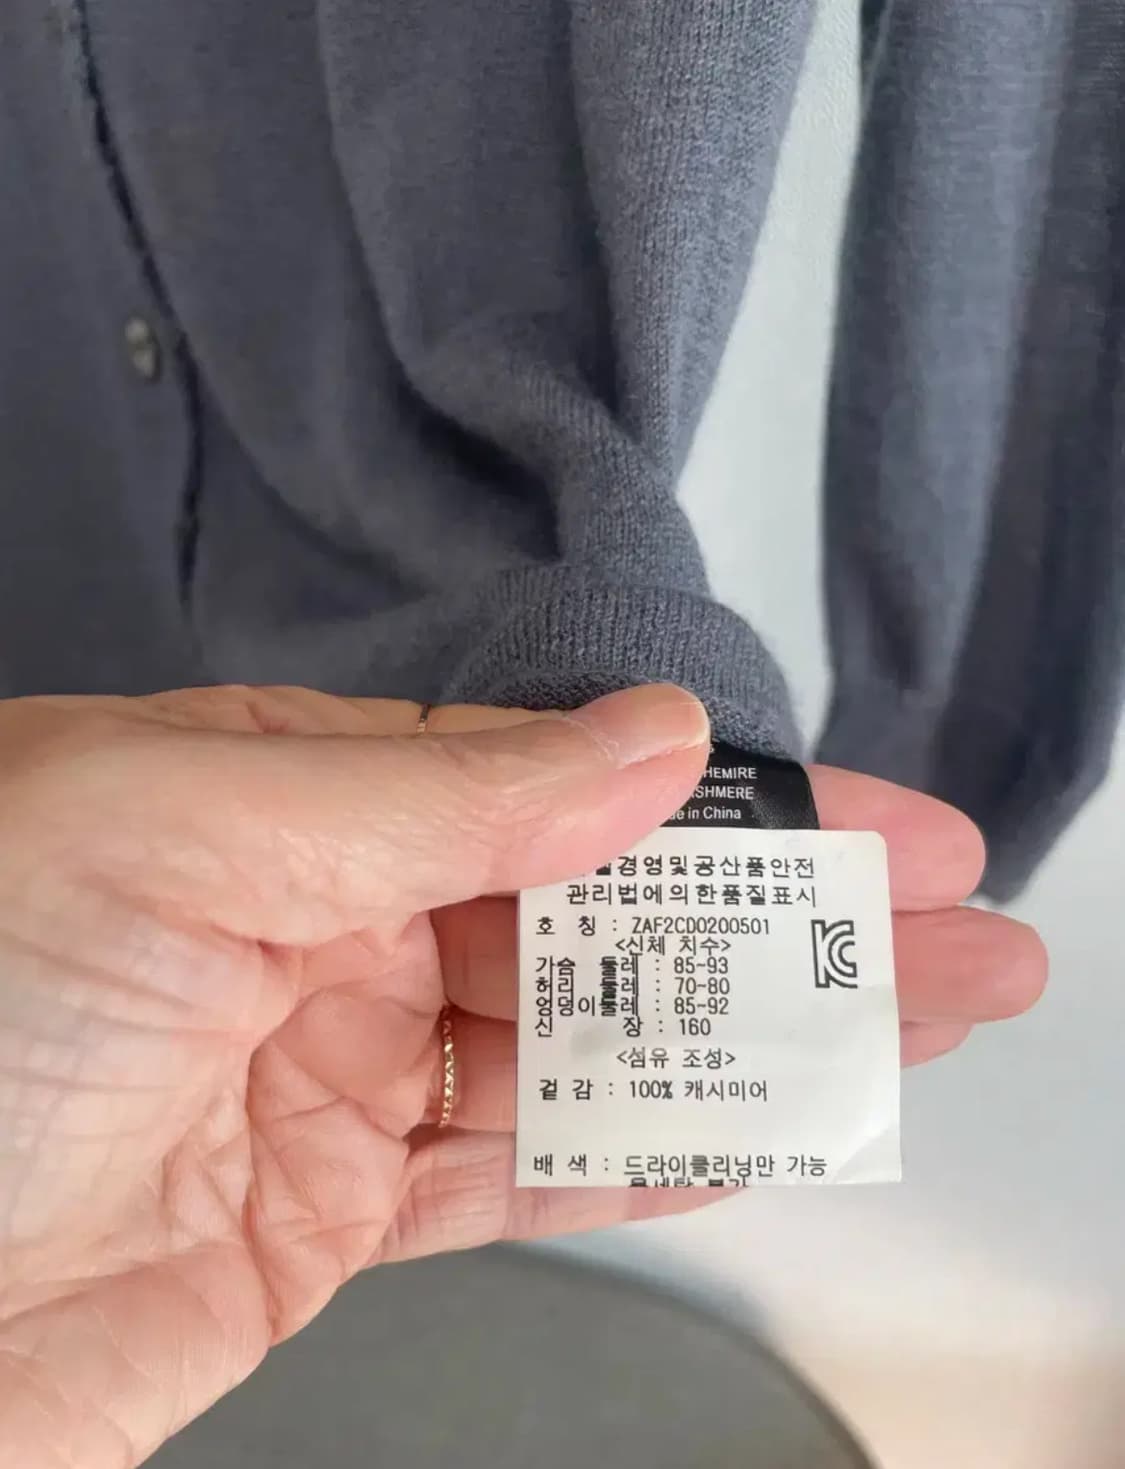 in China
경영및공산품안전
관리법에의한품질표시
호 칭 : ZAF2CD0200501
<신체 치수>
가슴 둘레 : 85-93
허리 둘레 : 70-80
엉덩이둘레 : 85-92
신 장 : 160
<섬유 조성>
겉 감 : 100% 캐시미어
배 색 : 드라이클리닝만 가능